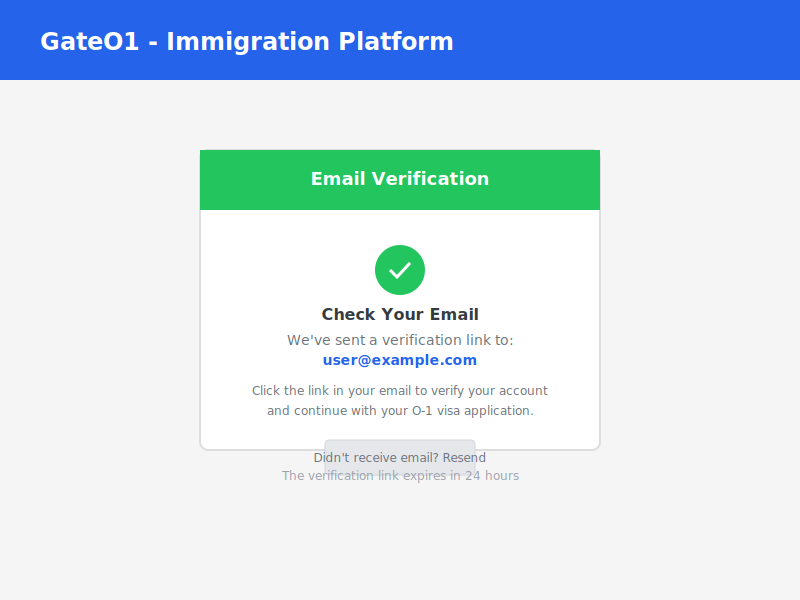 GateO1 - Immigration Platform
Email Verification
Check Your Email
We've sent a verification link to:
user@example.com
Click the link in your email to verify your account
and continue with your O-1 visa application.
Didn't receive email? Resend
The verification link expires in 24 hours